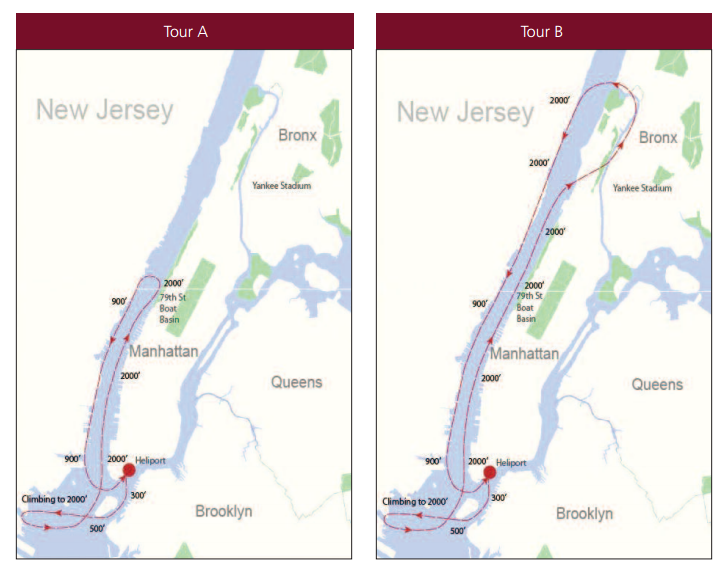 Tour A
New Jersey
Bronx
Yankee Stadium
2000'
900'
79th St
Boat
Basin
Manhattan
2000'
Queens
900'
2000'
Heliport
Climbing to 2000'
300'
Brooklyn
500'
Tour B
2000'
New Jersey
Bronx
2000'
Yankee Stadium
2000'
2000'
900'
79th St
Boat
Basin
Manhattan
2000'
Queens
900'
2000'
Heliport
Climbing to 2000'
300'
Brooklyn
500'